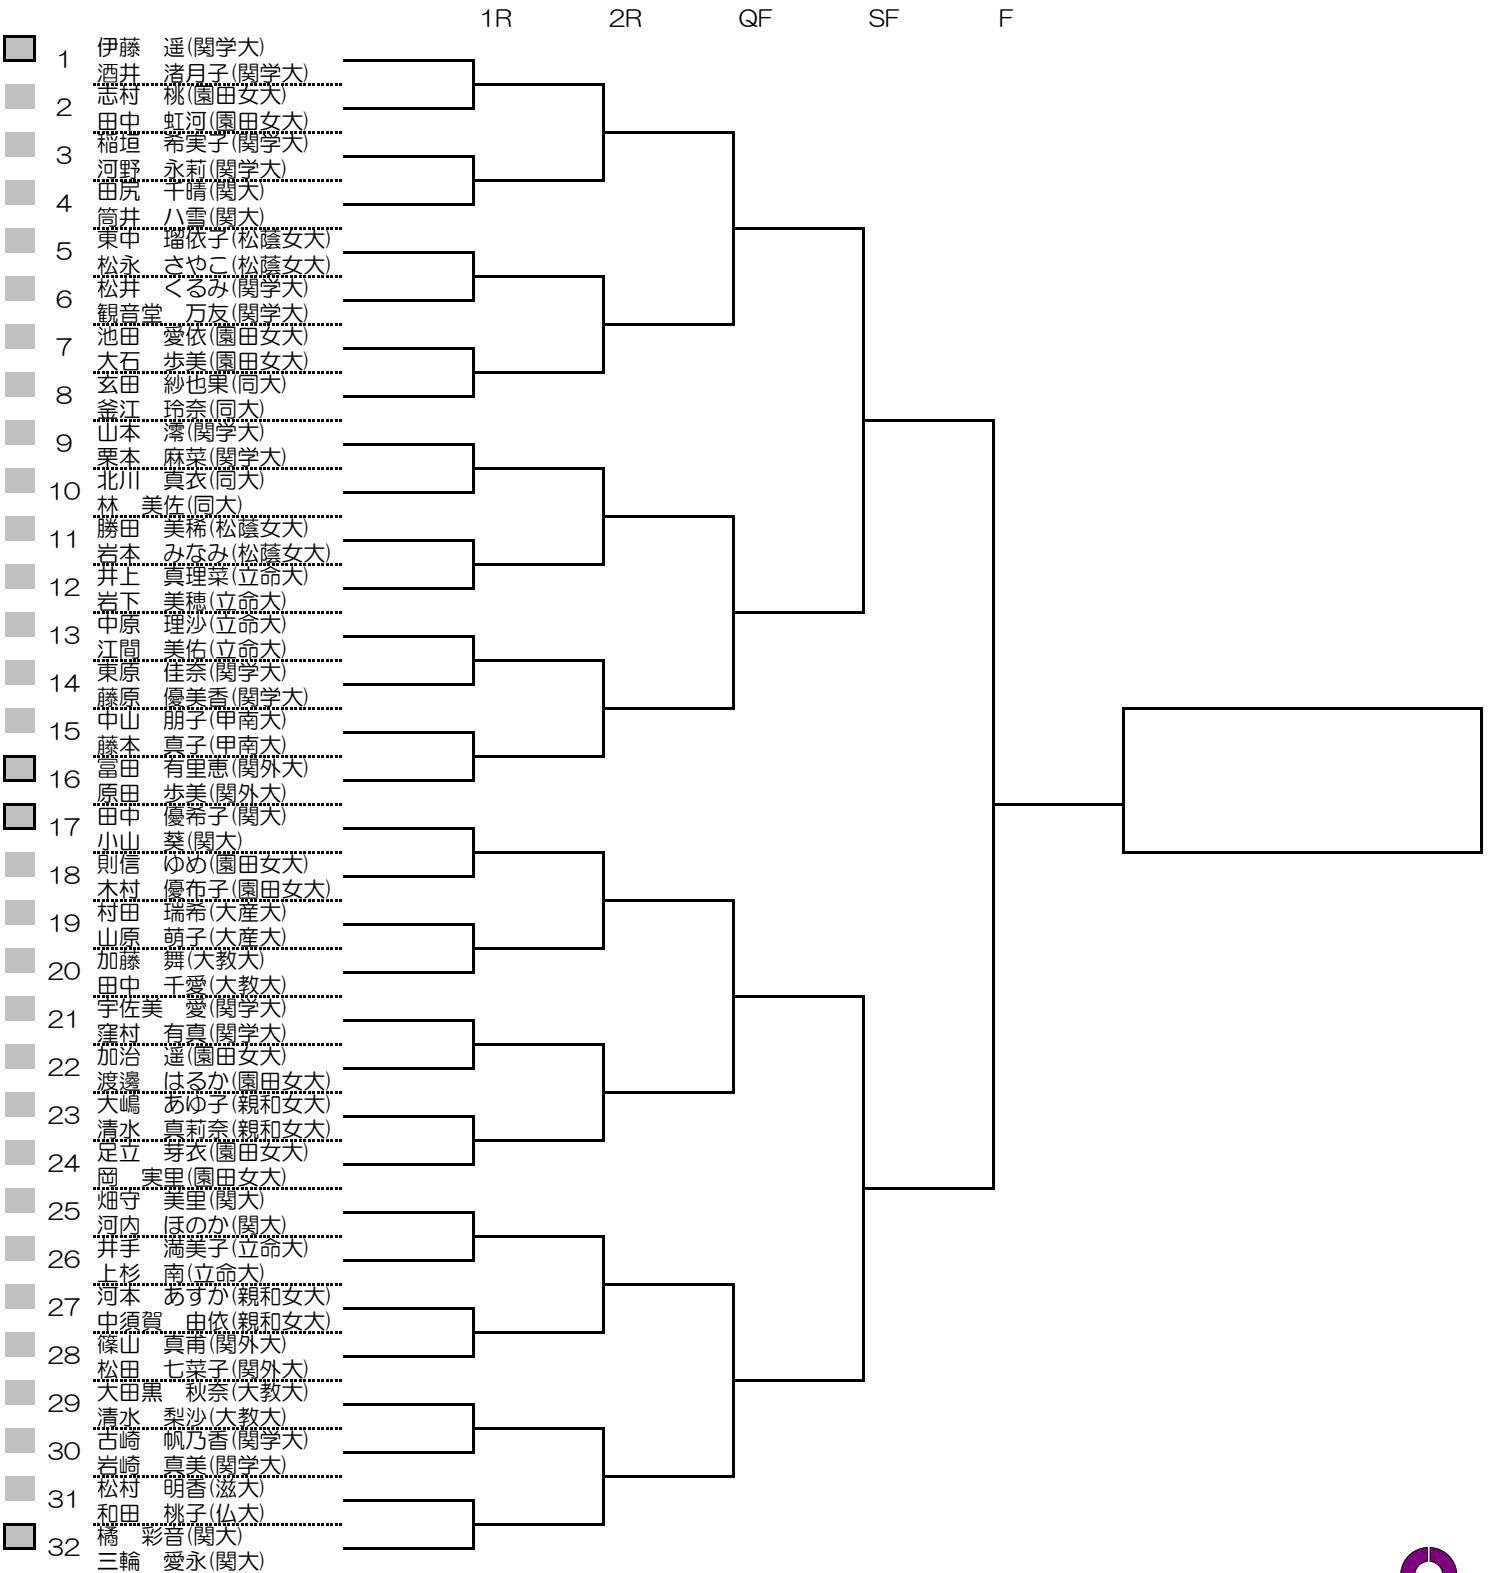 1R 2R QF SF F
伊藤　遥(関学大)
1
酒井　渚月子(関学大)
志村　桃(園田女大)
2
田中　虹河(園田女大)
稲垣　希実子(関学大)
3
河野　永莉(関学大)
田尻　千晴(関大)
4
筒井　八雪(関大)
東中　瑠依子(松蔭女大)
5
松永　さやこ(松蔭女大)
松井　くるみ(関学大)
6
観音堂　万友(関学大)
池田　愛依(園田女大)
7
大石　歩美(園田女大)
玄田　紗也果(同大)
8
釜江　玲奈(同大)
山本　澪(関学大)
9
栗本　麻菜(関学大)
北川　真衣(同大)
10
林　美佐(同大)
勝田　美稀(松蔭女大)
11
岩本　みなみ(松蔭女大)
井上　真理菜(立命大)
12
岩下　美穂(立命大)
中原　理沙(立命大)
13
江間　美佑(立命大)
東原　佳奈(関学大)
14
藤原　優美香(関学大)
中山　朋子(甲南大)
15
藤本　真子(甲南大)
冨田　有里恵(関外大)
16
原田　歩美(関外大)
田中　優希子(関大)
17
小山　葵(関大)
則信　ゆめ(園田女大)
18
木村　優布子(園田女大)
村田　瑞希(大産大)
19
山原　萌子(大産大)
加藤　舞(大教大)
20
田中　千愛(大教大)
宇佐美　愛(関学大)
21
窪村　有真(関学大)
加治　遥(園田女大)
22
渡邊　はるか(園田女大)
大嶋　あゆ子(親和女大)
23
清水　真莉奈(親和女大)
足立　芽衣(園田女大)
24
岡　実里(園田女大)
畑守　美里(関大)
25
河内　ほのか(関大)
井手　満美子(立命大)
26
上杉　南(立命大)
河本　あすか(親和女大)
27
中須賀　由依(親和女大)
篠山　真甫(関外大)
28
松田　七菜子(関外大)
大田黒　秋奈(大教大)
29
清水　梨沙(大教大)
古崎　帆乃香(関学大)
30
岩崎　真美(関学大)
松村　明香(滋大)
31
和田　桃子(仏大)
橘　彩音(関大)
32
三輪　愛永(関大)